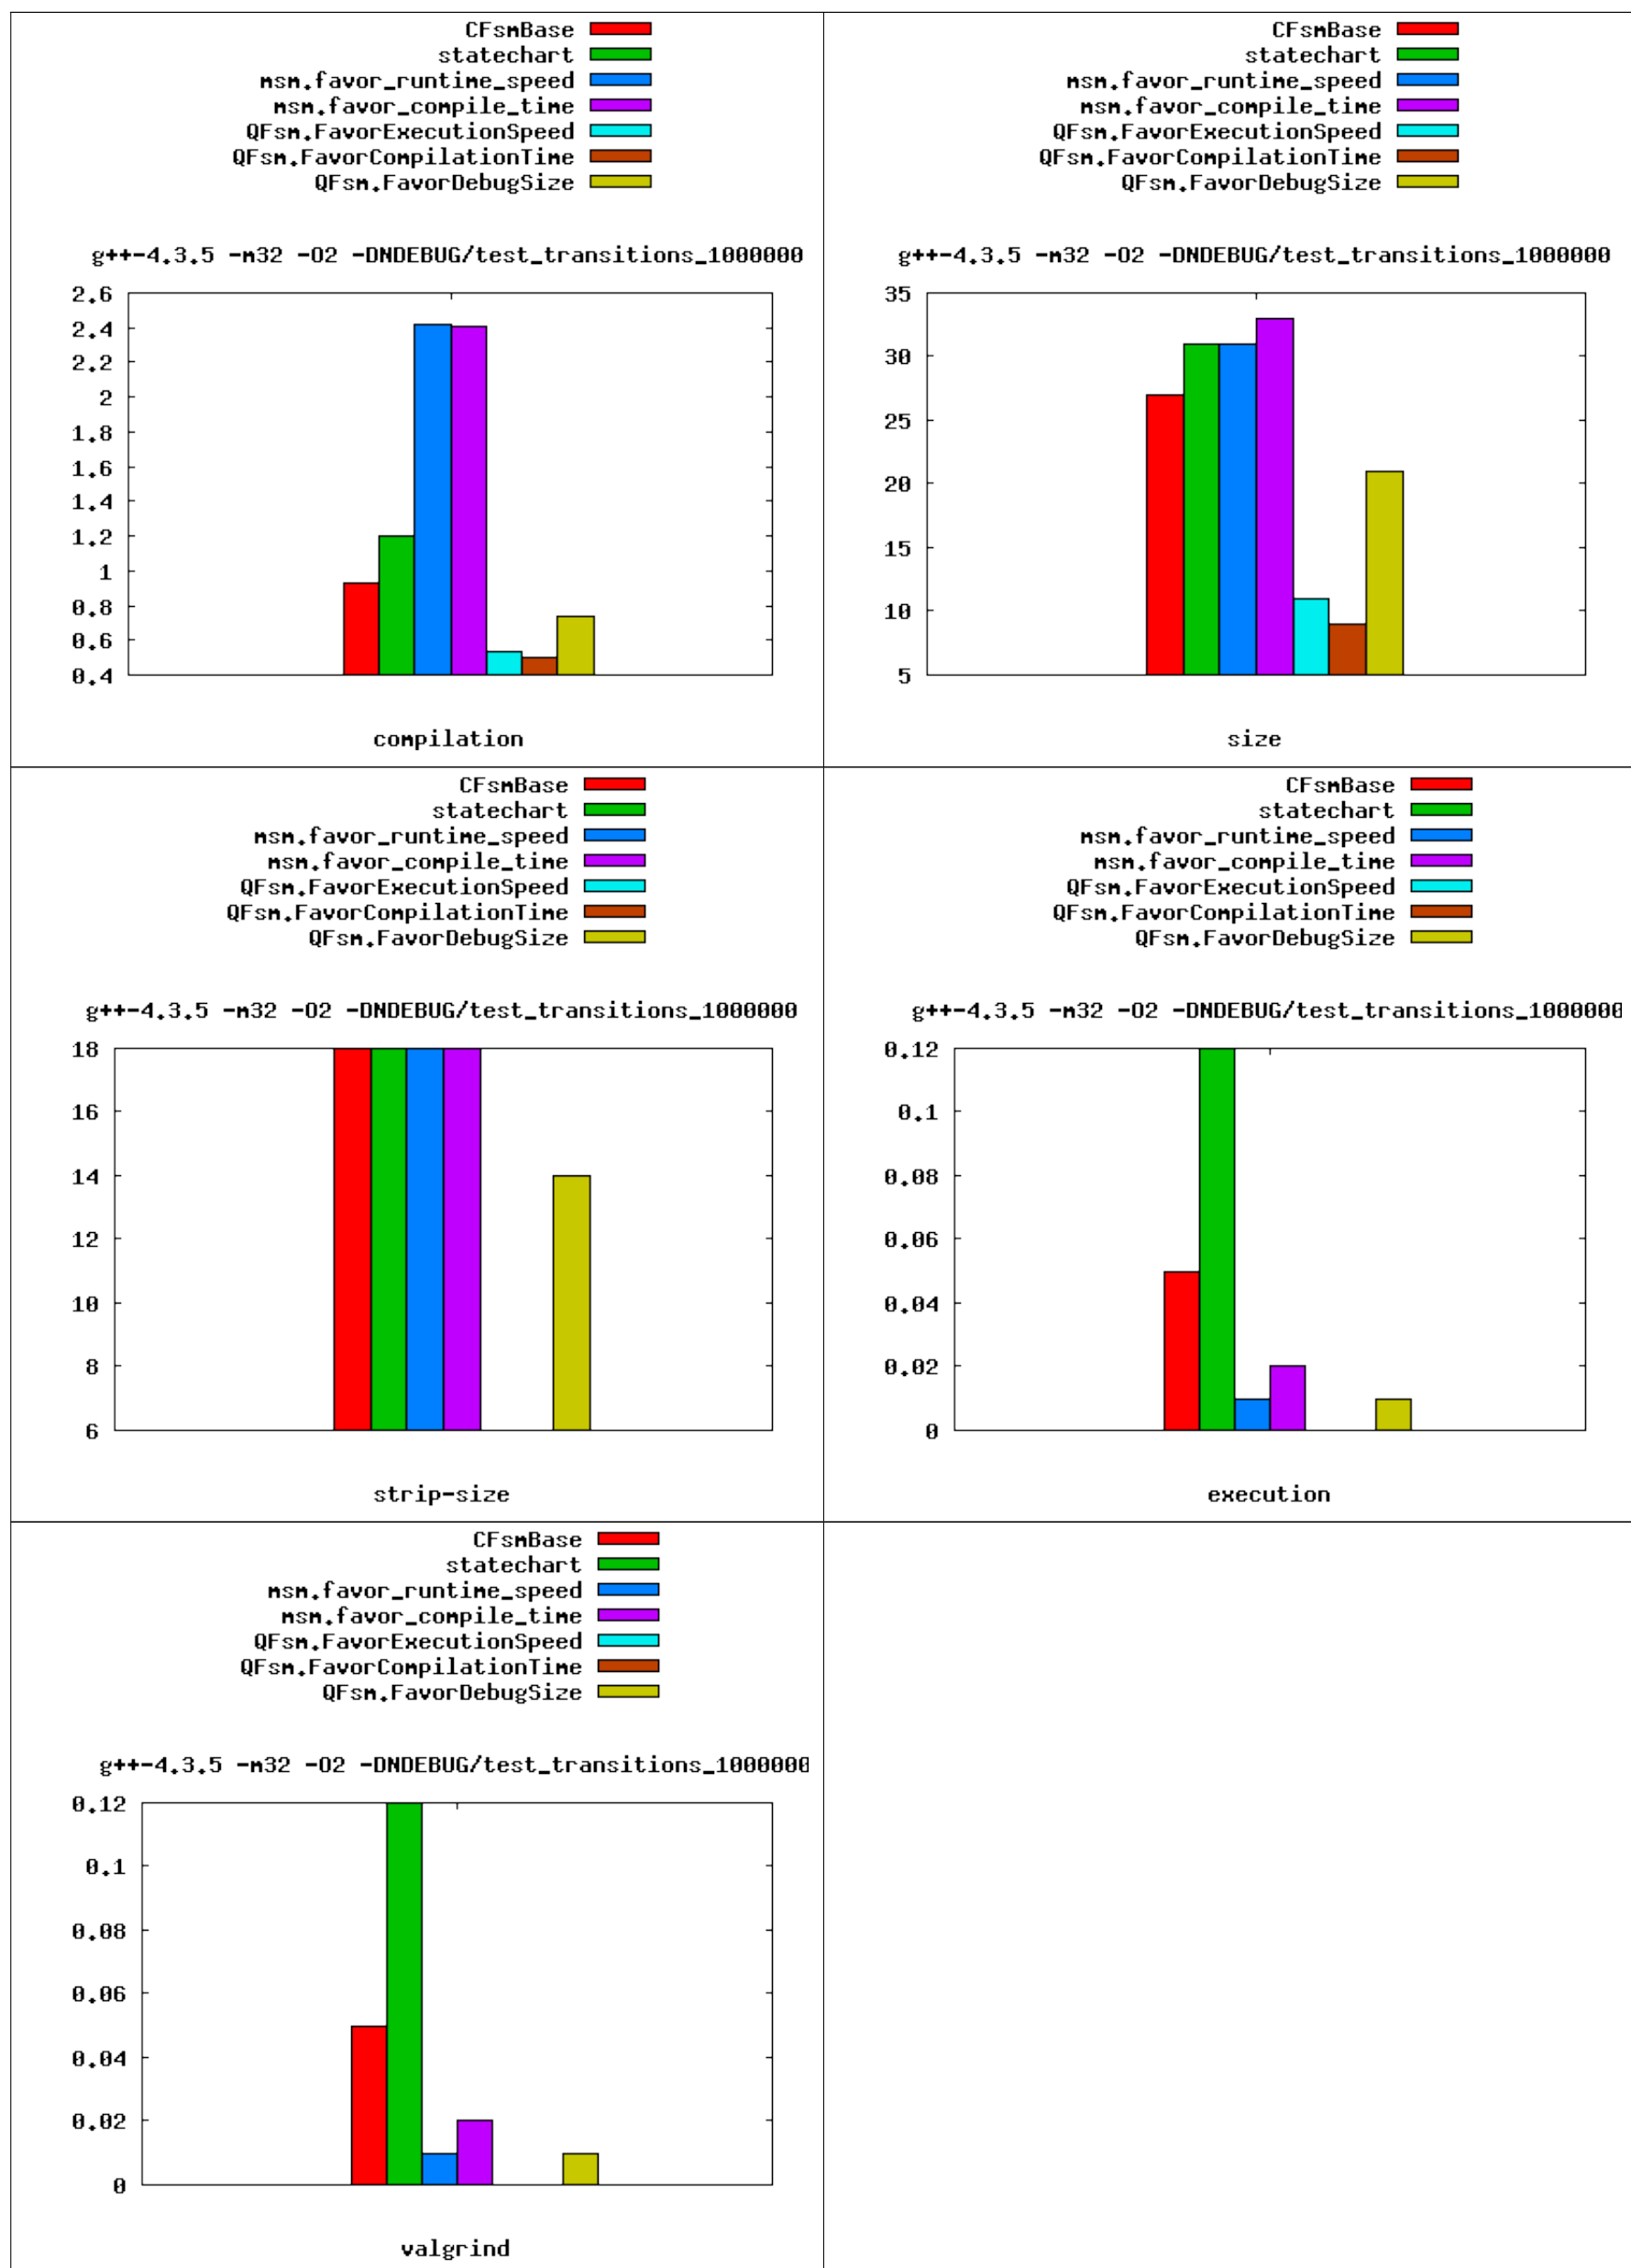 CFsmBase
statechart
msm.favor_runtime_speed
msm.favor_compile_time
QFsm.FavorExecutionSpeed
QFsm.FavorCompilationTime
QFsm.FavorDebugSize
g++-4.3.5 -m32 -O2 -DNDEBUG/test_transitions_1000000
2.6
2.4
2.2
2
1.8
1.6
1.4
1.2
1
0.8
0.6
0.4
compilation
CFsmBase
statechart
msm.favor_runtime_speed
msm.favor_compile_time
QFsm.FavorExecutionSpeed
QFsm.FavorCompilationTime
QFsm.FavorDebugSize
g++-4.3.5 -m32 -O2 -DNDEBUG/test_transitions_1000000
35
30
25
20
15
10
5
size
CFsmBase
statechart
msm.favor_runtime_speed
msm.favor_compile_time
QFsm.FavorExecutionSpeed
QFsm.FavorCompilationTime
QFsm.FavorDebugSize
g++-4.3.5 -m32 -O2 -DNDEBUG/test_transitions_1000000
18
16
14
12
10
8
6
strip-size
CFsmBase
statechart
msm.favor_runtime_speed
msm.favor_compile_time
QFsm.FavorExecutionSpeed
QFsm.FavorCompilationTime
QFsm.FavorDebugSize
g++-4.3.5 -m32 -O2 -DNDEBUG/test_transitions_1000000
0.12
0.1
0.08
0.06
0.04
0.02
0
execution
CFsmBase
statechart
msm.favor_runtime_speed
msm.favor_compile_time
QFsm.FavorExecutionSpeed
QFsm.FavorCompilationTime
QFsm.FavorDebugSize
g++-4.3.5 -m32 -O2 -DNDEBUG/test_transitions_1000000
0.12
0.1
0.08
0.06
0.04
0.02
0
valgrind